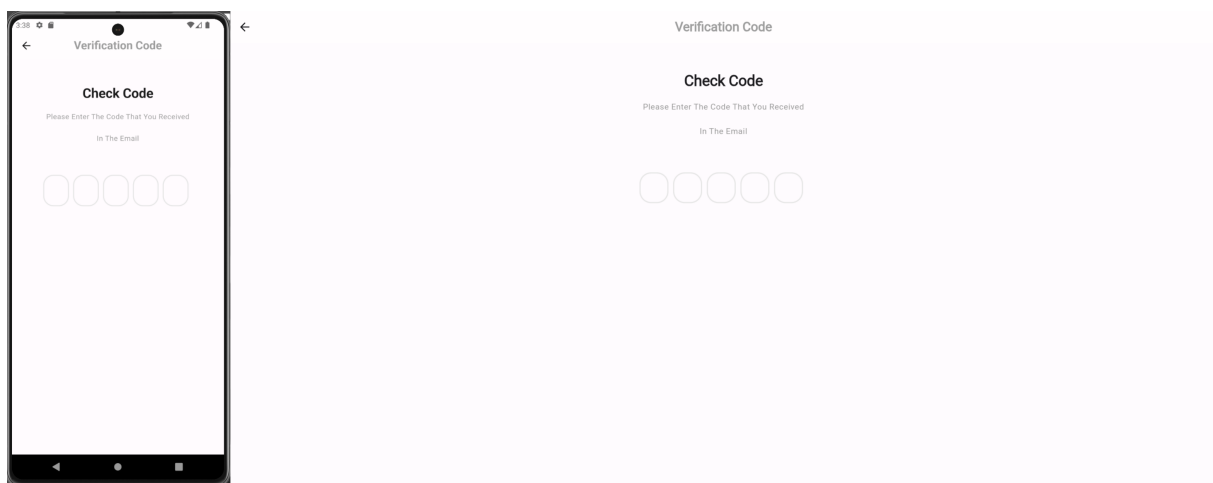 3:38
Verification Code
Check Code
Please Enter The Code That You Received
In The Email
Verification Code
Check Code
Please Enter The Code That You Received
In The Email